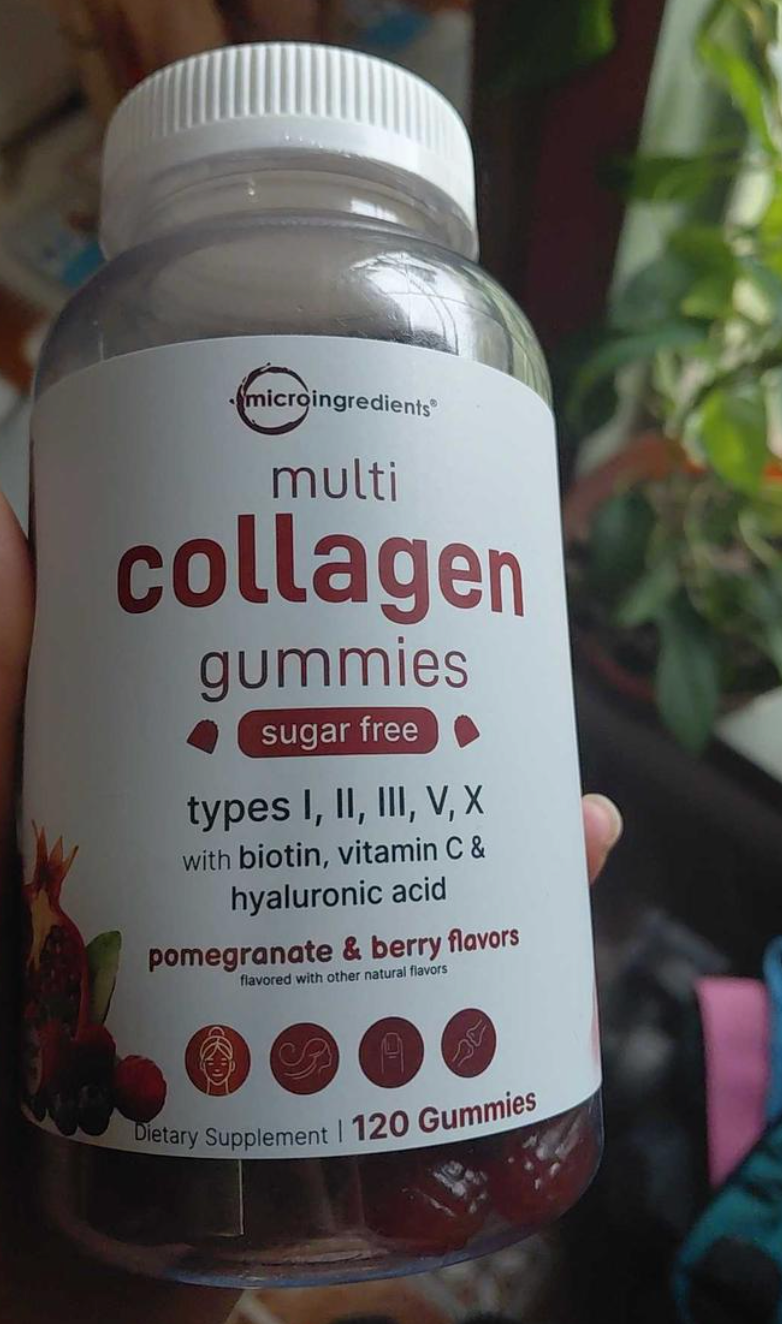 microingredients®
multi
collagen
gummies
sugar free
types I, II, III, V, X
with biotin, vitamin C &
hyaluronic acid
pomegranate & berry flavors
flavored with other natural flavors
Dietary Supplement | 120 Gummies